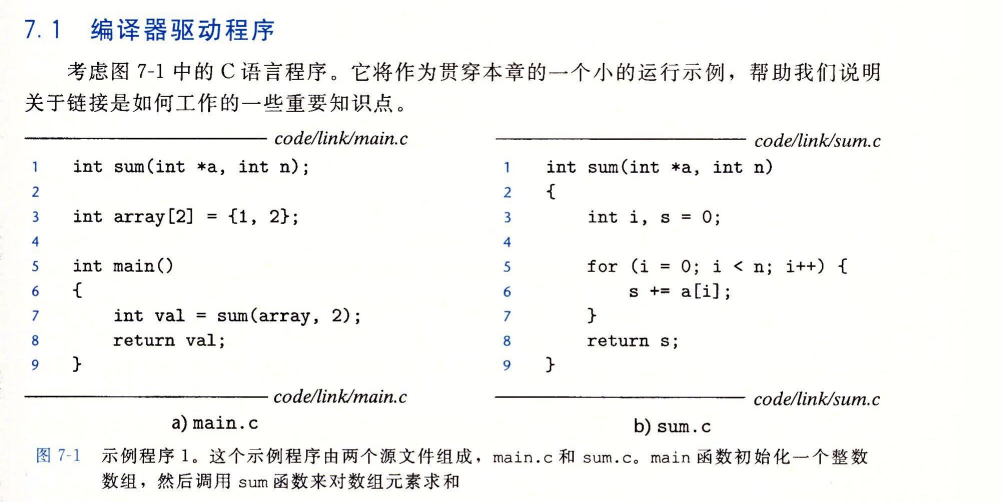 7.1 编译器驱动程序
考虑图 7-1 中的 C 语言程序。它将作为贯穿本章的一个小的运行示例，帮助我们说明
关于链接是如何工作的一些重要知识点。
code/link/main.c
1 int sum(int *a, int n);
2
3 int array[2] = {1, 2};
4
5 int main()
6 {
7     int val = sum(array, 2);
8     return val;
9 }
code/link/main.c
a) main.c
code/link/sum.c
1 int sum(int *a, int n)
2 {
3     int i, s = 0;
4
5     for (i = 0; i < n; i++) {
6         s += a[i];
7     }
8     return s;
9 }
code/link/sum.c
b) sum.c
图 7-1 示例程序 1。这个示例程序由两个源文件组成，main.c 和 sum.c。main 函数初始化一个整数
数组，然后调用 sum 函数来对数组元素求和